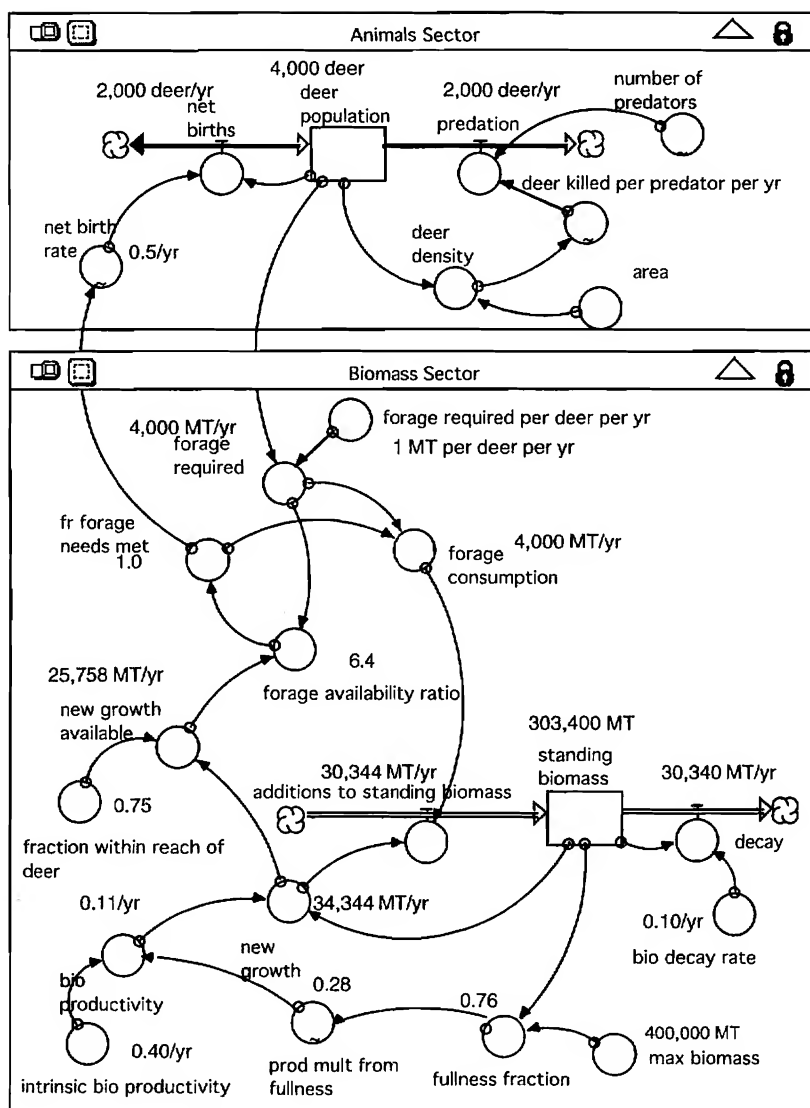 Animals Sector
4,000 deer
2,000 deer/yr
deer
population
2,000 deer/yr
number of
predators
net
births
predation
deer killed per predator per yr
net birth
rate
0.5/yr
deer
density
area
Biomass Sector
4,000 MT/yr
forage
required
forage required per deer per yr
1 MT per deer per yr
fr forage
needs met
1.0
4,000 MT/yr
forage
consumption
25,758 MT/yr
new growth
available
6.4
forage availability ratio
303,400 MT
standing
biomass
30,344 MT/yr
additions to standing biomass
30,340 MT/yr
decay
0.75
fraction within reach of
deer
0.11/yr
34,344 MT/yr
0.10/yr
bio decay rate
new
growth
0.28
0.76
bio
productivity
0.40/yr
intrinsic bio productivity
prod mult from
fullness
fullness fraction
400,000 MT
max biomass